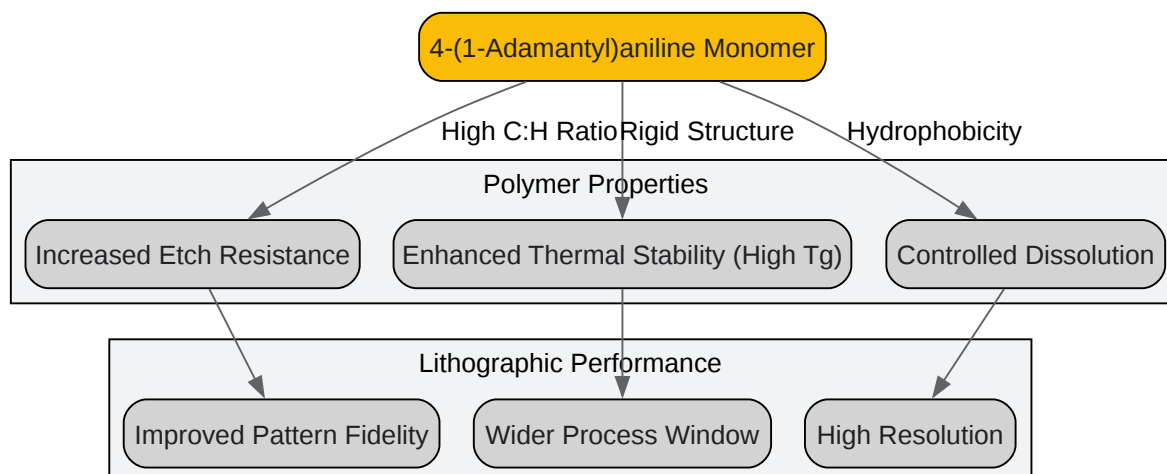 4-(1-Adamantyl)aniline Monomer
High C:H Ratio
Rigid Structure
Hydrophobicity
Polymer Properties
Increased Etch Resistance
Enhanced Thermal Stability (High Tg)
Controlled Dissolution
Lithographic Performance
Improved Pattern Fidelity
Wider Process Window
High Resolution